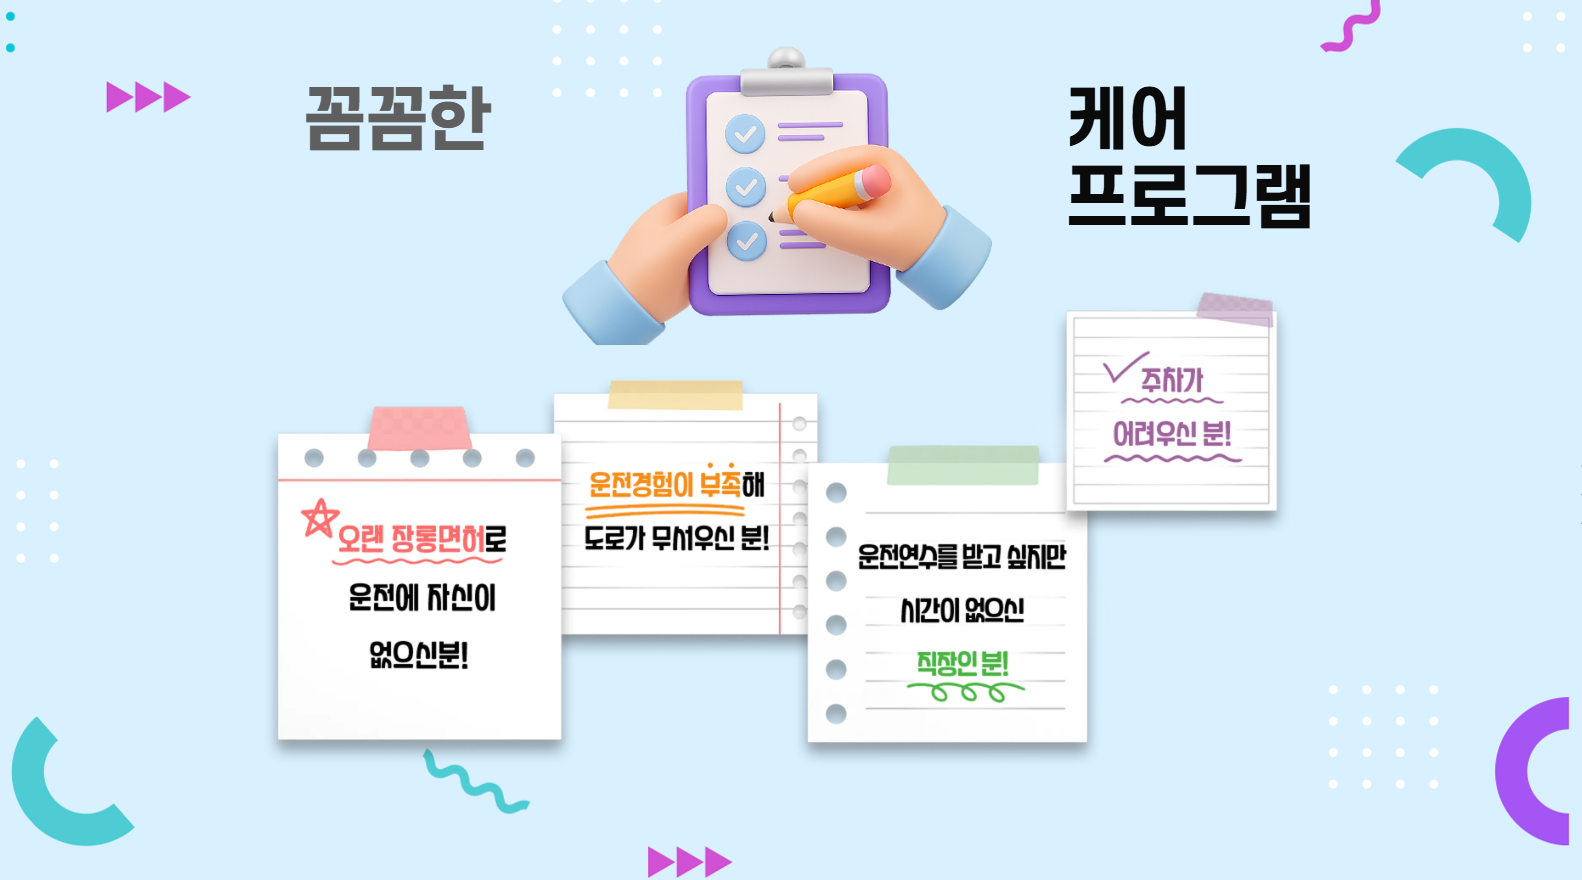 꼼꼼한
케어
프로그램
오랜 장롱면허로
운전에 자신이
없으신분!
운전경험이 부족해
도로가 무서우신 분!
운전연수를 받고 싶지만
시간이 없으신
직장인 분!
주차가
어려우신 분!